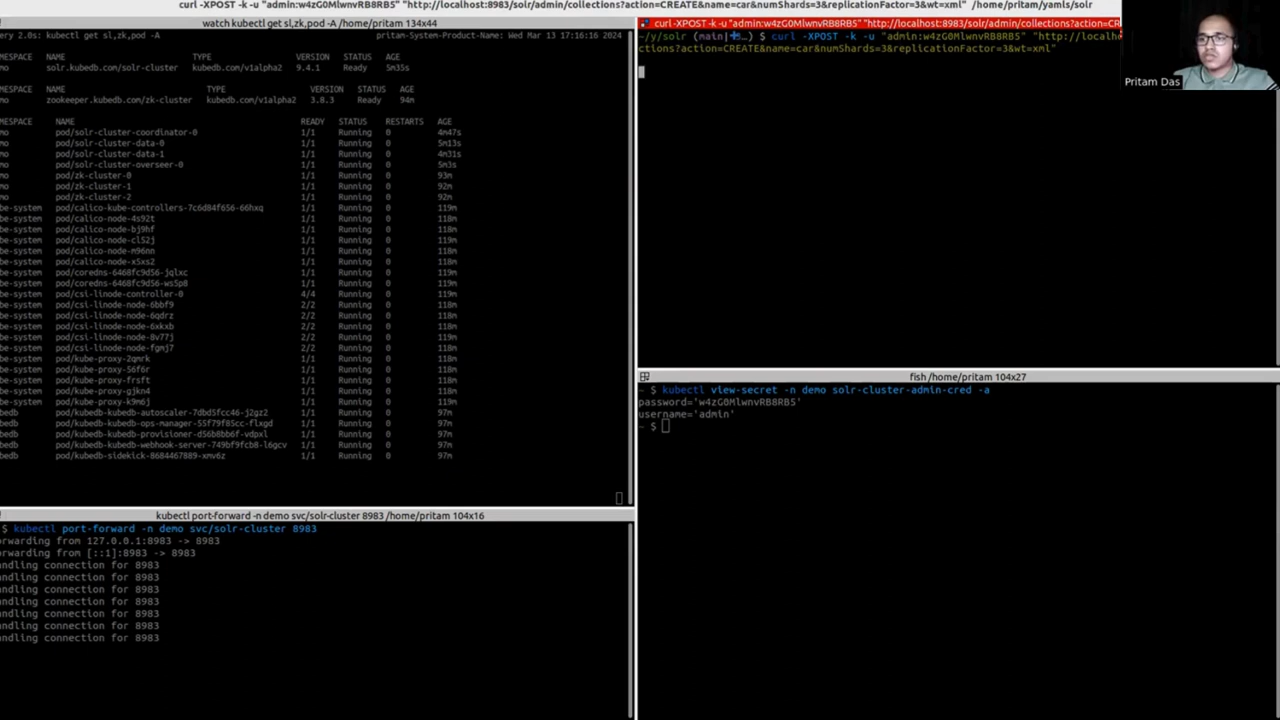 curl -XPOST -k -u "admin:w4zG0MlwnvRB8RB5" "http://localhost:8983/solr/admin/collections?action=CREATE&name=car&numShards=3&replicationFactor=3&wt=xml" /home/pritam/yamls/solr
watch kubectl get sl,zk,pod -A /home/pritam 134x44
ery 2.0s: kubectl get sl,zk,pod -A pritam-System-Product-Name: Wed Mar 13 17:16:16 2024
MESPACE NAME TYPE VERSION STATUS AGE
mo solr.kubedb.com/solr-cluster kubedb.com/v1alpha2 9.4.1 Ready 5m35s
MESPACE NAME TYPE VERSION STATUS AGE
mo zookeeper.kubedb.com/zk-cluster kubedb.com/v1alpha2 3.8.3 Ready 94m
MESPACE NAME READY STATUS RESTARTS AGE
mo pod/solr-cluster-coordinator-0 1/1 Running 0 4m47s
mo pod/solr-cluster-data-0 1/1 Running 0 5m13s
mo pod/solr-cluster-data-1 1/1 Running 0 4m31s
mo pod/solr-cluster-overseer-0 1/1 Running 0 5m3s
mo pod/zk-cluster-0 1/1 Running 0 93m
mo pod/zk-cluster-1 1/1 Running 0 92m
mo pod/zk-cluster-2 1/1 Running 0 92m
be-system pod/calico-kube-controllers-7c6d84f656-66hxq 1/1 Running 0 119m
be-system pod/calico-node-4s92t 1/1 Running 0 118m
be-system pod/calico-node-bj9hf 1/1 Running 0 118m
be-system pod/calico-node-cl52j 1/1 Running 0 119m
be-system pod/calico-node-m96nn 1/1 Running 0 118m
be-system pod/calico-node-x5xs2 1/1 Running 0 118m
be-system pod/coredns-6468fc9d56-jqlxc 1/1 Running 0 119m
be-system pod/coredns-6468fc9d56-ws5p8 1/1 Running 0 119m
be-system pod/csi-linode-controller-0 4/4 Running 0 119m
be-system pod/csi-linode-node-6bbf9 2/2 Running 0 118m
be-system pod/csi-linode-node-6qdrz 2/2 Running 0 118m
be-system pod/csi-linode-node-6xkxb 2/2 Running 0 118m
be-system pod/csi-linode-node-8v77j 2/2 Running 0 119m
be-system pod/csi-linode-node-fgmj7 2/2 Running 0 118m
be-system pod/kube-proxy-2qmrk 1/1 Running 0 118m
be-system pod/kube-proxy-56f6r 1/1 Running 0 118m
be-system pod/kube-proxy-frsft 1/1 Running 0 118m
be-system pod/kube-proxy-gjkn4 1/1 Running 0 118m
be-system pod/kube-proxy-k9m6j 1/1 Running 0 119m
bedb pod/kubedb-kubedb-autoscaler-7dbd5fcc46-j2gz2 1/1 Running 0 97m
bedb pod/kubedb-kubedb-ops-manager-55f79f85cc-flxgd 1/1 Running 0 97m
bedb pod/kubedb-kubedb-provisioner-d56b8bb6f-vdpxl 1/1 Running 0 97m
bedb pod/kubedb-kubedb-webhook-server-749bf9fcb8-l6gcv 1/1 Running 0 97m
bedb pod/kubedb-sidekick-8684467889-xmv6z 1/1 Running 0 97m
kubectl port-forward -n demo svc/solr-cluster 8983 /home/pritam 104x16
$ kubectl port-forward -n demo svc/solr-cluster 8983
orwarding from 127.0.0.1:8983 -> 8983
orwarding from [::1]:8983 -> 8983
andling connection for 8983
andling connection for 8983
andling connection for 8983
andling connection for 8983
andling connection for 8983
andling connection for 8983
andling connection for 8983
curl -XPOST -k -u "admin:w4zG0MlwnvRB8RB5" "http://localhost:8983/solr/admin/collections?action=CR
~/y/solr (main|+3…) $ curl -XPOST -k -u "admin:w4zG0MlwnvRB8RB5" "http://localho
ctions?action=CREATE&name=car&numShards=3&replicationFactor=3&wt=xml"
Pritam Das
fish /home/pritam 104x27
~ $ kubectl view-secret -n demo solr-cluster-admin-cred -a
password='w4zG0MlwnvRB8RB5'
username='admin'
~ $